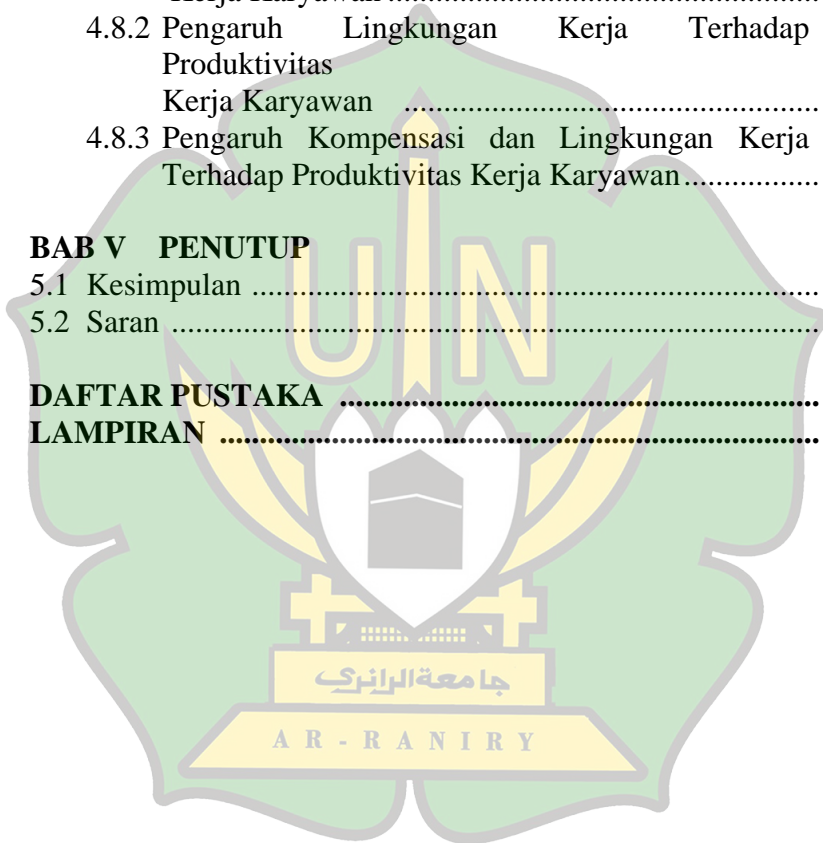 Kerja Karyawan ........................................................
4.8.2 Pengaruh Lingkungan Kerja Terhadap
Produktivitas
Kerja Karyawan ....................................................
4.8.3 Pengaruh Kompensasi dan Lingkungan Kerja
Terhadap Produktivitas Kerja Karyawan .................
BAB V PENUTUP
5.1 Kesimpulan .......................................................................
5.2 Saran .................................................................................
DAFTAR PUSTAKA ............................................................
LAMPIRAN ...........................................................................
UIN
جامعة الرانري
AR-RANIRY